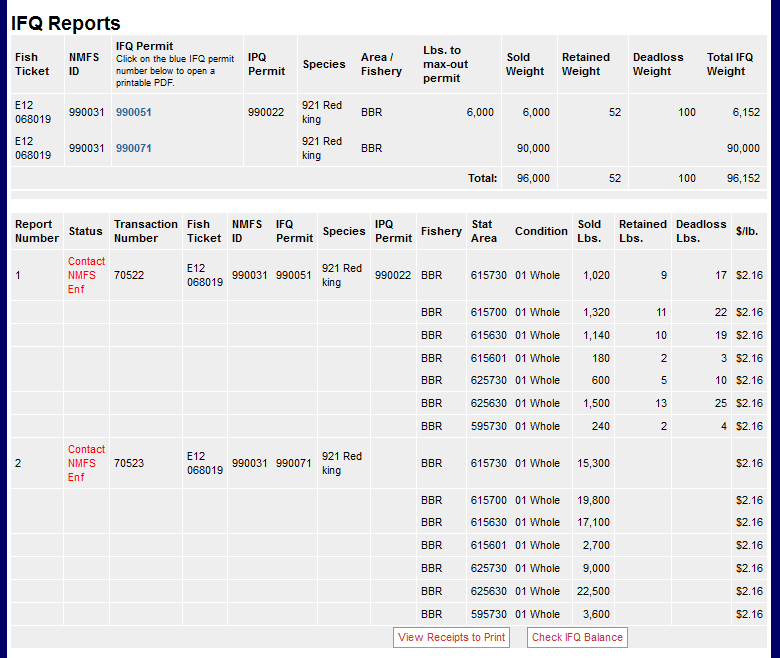 IFQ Reports
Fish Ticket NMFS ID IFQ Permit Click on the blue IFQ permit number below to open a printable PDF. IPQ Permit Species Area / Fishery Lbs. to max-out permit Sold Weight Retained Weight Deadloss Weight Total IFQ Weight
E12 068019 990031 990051 990022 921 Red king BBR 6,000 6,000 52 100 6,152
E12 068019 990031 990071 921 Red king BBR 90,000 90,000
Total: 96,000 52 100 96,152
Report Number Status Transaction Number Fish Ticket NMFS ID IFQ Permit Species IPQ Permit Fishery Stat Area Condition Sold Lbs. Retained Lbs. Deadloss Lbs. $/lb.
1 Contact NMFS Enf 70522 E12 068019 990031 990051 921 Red king 990022 BBR 615730 01 Whole 1,020 9 17 $2.16
BBR 615700 01 Whole 1,320 11 22 $2.16
BBR 615630 01 Whole 1,140 10 19 $2.16
BBR 615601 01 Whole 180 2 3 $2.16
BBR 625730 01 Whole 600 5 10 $2.16
BBR 625630 01 Whole 1,500 13 25 $2.16
BBR 595730 01 Whole 240 2 4 $2.16
2 Contact NMFS Enf 70523 E12 068019 990031 990071 921 Red king BBR 615730 01 Whole 15,300 $2.16
BBR 615700 01 Whole 19,800 $2.16
BBR 615630 01 Whole 17,100 $2.16
BBR 615601 01 Whole 2,700 $2.16
BBR 625730 01 Whole 9,000 $2.16
BBR 625630 01 Whole 22,500 $2.16
BBR 595730 01 Whole 3,600 $2.16
View Receipts to Print Check IFQ Balance